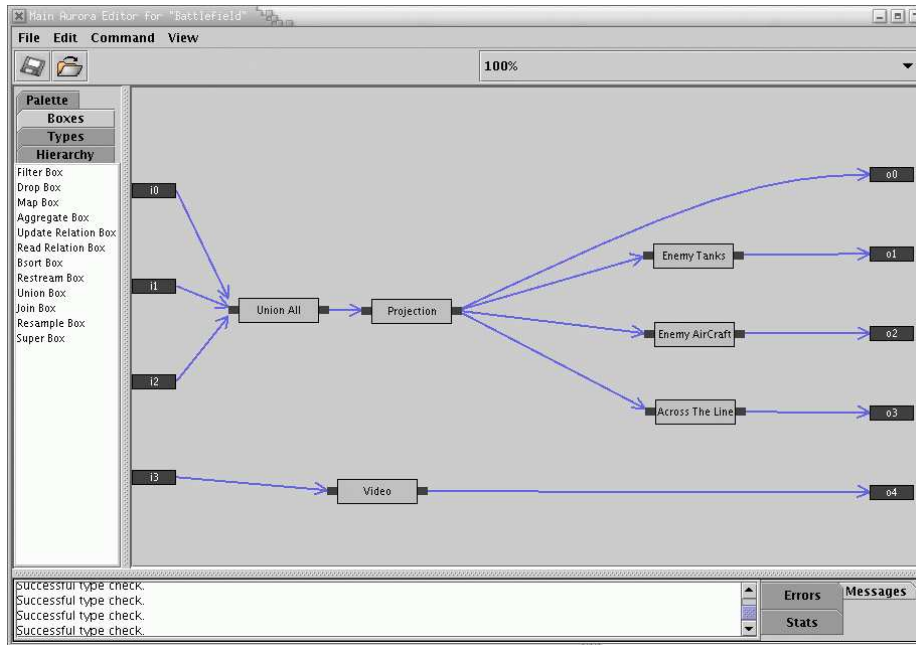 Main Aurora Editor For "Battlefield"
File Edit Command View
100%
Palette
Boxes
Types
Hierarchy
Filter Box
Drop Box
Map Box
Aggregate Box
Update Relation Box
Read Relation Box
Bsort Box
Restream Box
Union Box
Join Box
Resample Box
Super Box
i0
i1
i2
i3
Union All
Projection
Video
Enemy Tanks
Enemy AirCraft
Across The Line
o0
o1
o2
o3
o4
Successful type check.
Successful type check.
Successful type check.
Successful type check.
Errors
Messages
Stats